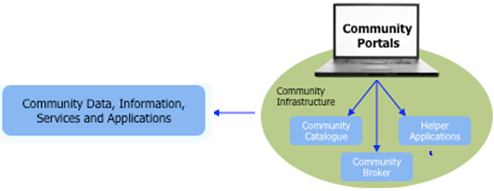 Community
Portals
Community Data, Information,
Services and Applications
Community
Infrastructure
Community
Catalogue
Helper
Applications
Community
Broker